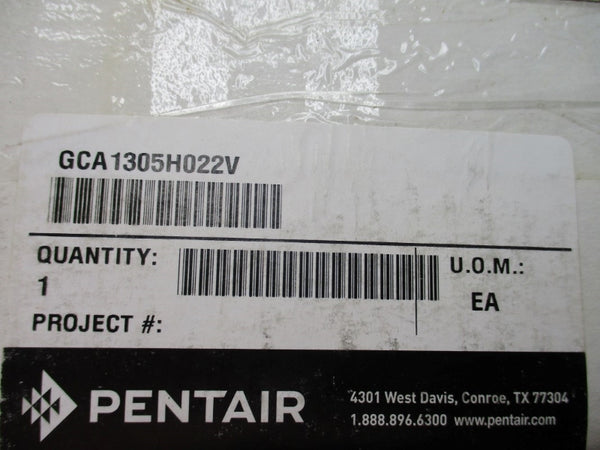 GCA1305H022V
QUANTITY:
1
U.O.M.:
EA
PROJECT #:
PENTAIR
4301 West Davis, Conroe, TX 77304
1.888.896.6300 www.pentair.com